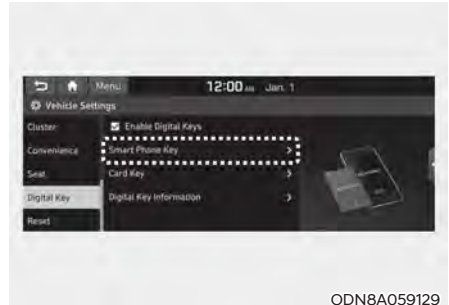 Menu 12:00 AM Jan. 1
Vehicle Settings
Cluster
Enable Digital Keys
Convenience
Smart Phone Key
Seat
Card Key
Digital Key
Digital Key Information
Reset
ODN8A059129